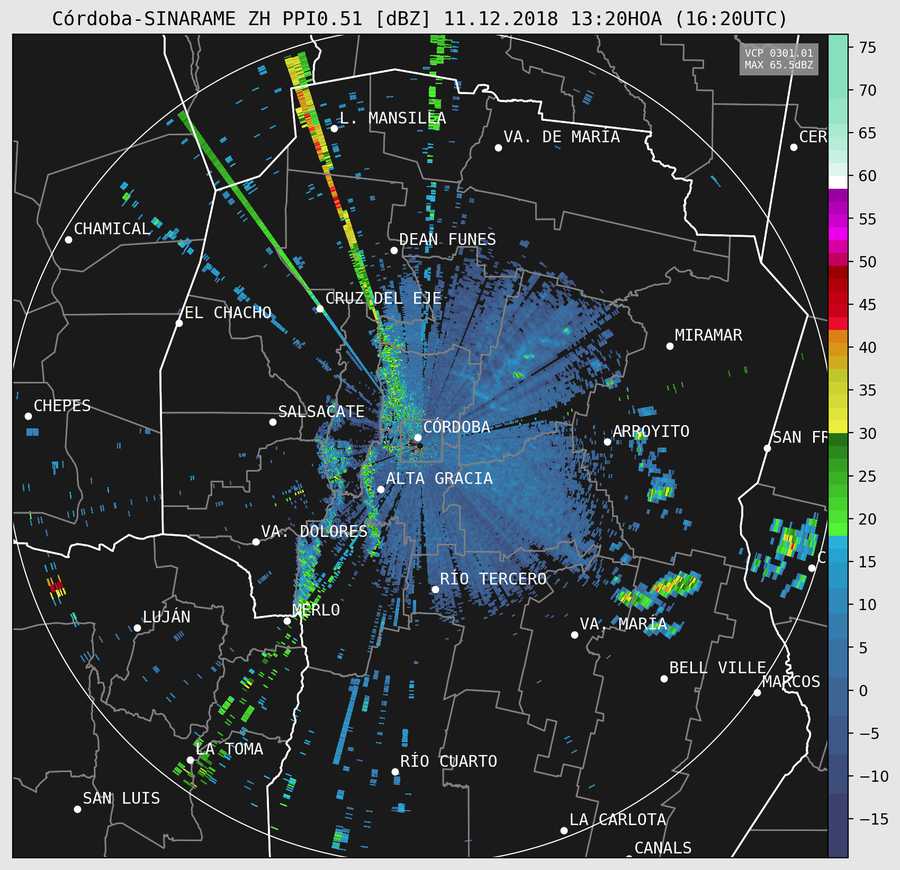 Córdoba-SINARAME ZH PPI0.51 [dBZ] 11.12.2018 13:20HOA (16:20UTC)
VCP 0301.01
MAX 65.5dBZ
75
70
65
60
55
50
45
40
35
30
25
20
15
10
5
0
−5
−10
−15
L. MANSILLA
VA. DE MARÍA
CER
CHAMICAL
DEAN FUNES
CRUZ DEL EJE
EL CHACHO
MIRAMAR
CHEPES
SALSACATE
CÓRDOBA
ARROYITO
SAN FR
ALTA GRACIA
VA. DOLORES
C
RÍO TERCERO
LUJÁN
MERLO
VA. MARÍA
BELL VILLE
MARCOS
LA TOMA
RÍO CUARTO
SAN LUIS
LA CARLOTA
CANALS